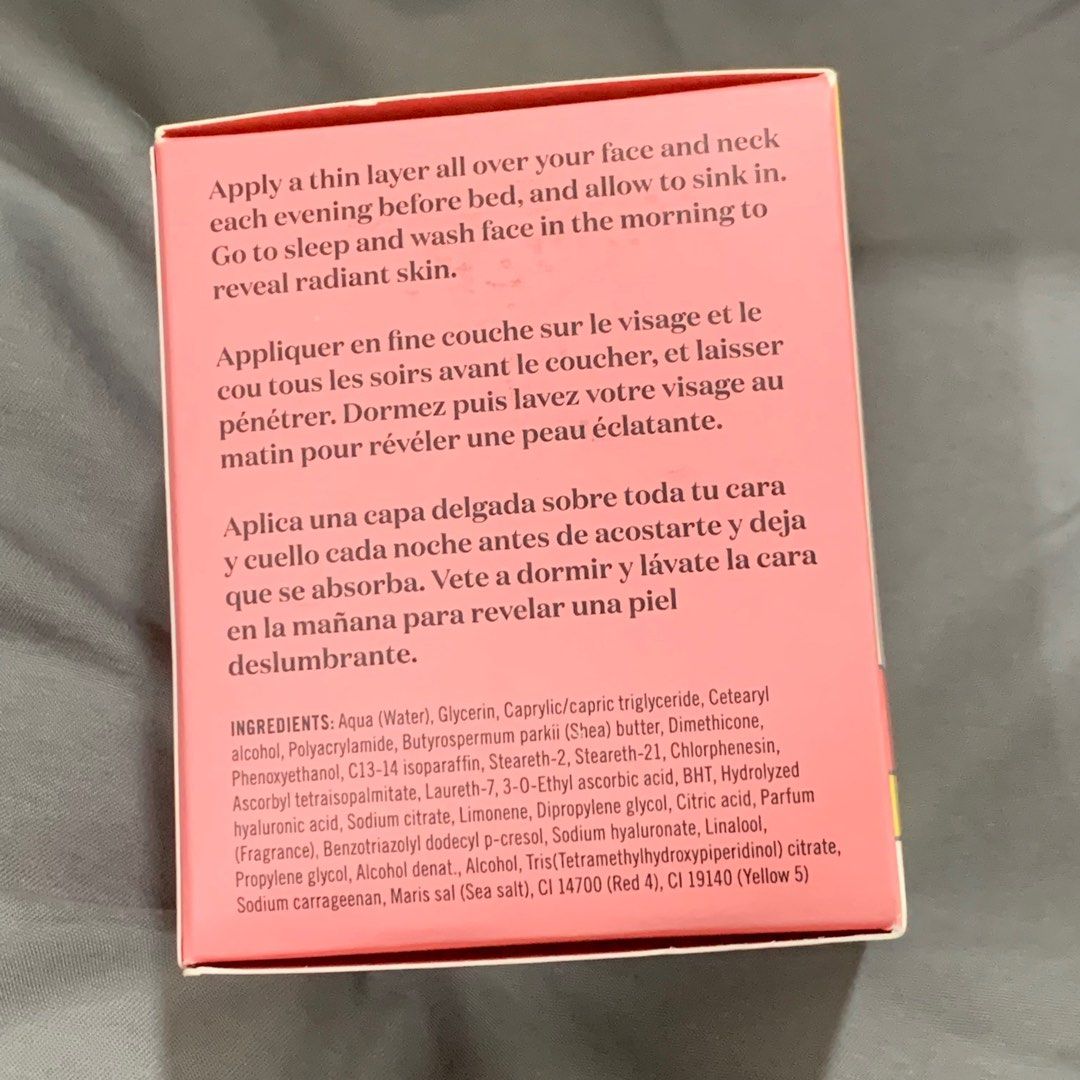 Apply a thin layer all over your face and neck
each evening before bed, and allow to sink in.
Go to sleep and wash face in the morning to
reveal radiant skin.
Appliquer en fine couche sur le visage et le
cou tous les soirs avant le coucher, et laisser
pénétrer. Dormez puis lavez votre visage au
matin pour révéler une peau éclatante.
Aplica una capa delgada sobre toda tu cara
y cuello cada noche antes de acostarte y deja
que se absorba. Vete a dormir y lávate la cara
en la mañana para revelar una piel
deslumbrante.
INGREDIENTS: Aqua (Water), Glycerin, Caprylic/capric triglyceride, Cetearyl
alcohol, Polyacrylamide, Butyrospermum parkii (Shea) butter, Dimethicone,
Phenoxyethanol, C13-14 isoparaffin, Steareth-2, Steareth-21, Chlorphenesin,
Ascorbyl tetraisopalmitate, Laureth-7, 3-O-Ethyl ascorbic acid, BHT, Hydrolyzed
hyaluronic acid, Sodium citrate, Limonene, Dipropylene glycol, Citric acid, Parfum
(Fragrance), Benzotriazolyl dodecyl p-cresol, Sodium hyaluronate, Linalool,
Propylene glycol, Alcohol denat., Alcohol, Tris(Tetramethylhydroxypiperidinol) citrate,
Sodium carrageenan, Maris sal (Sea salt), CI 14700 (Red 4), CI 19140 (Yellow 5)